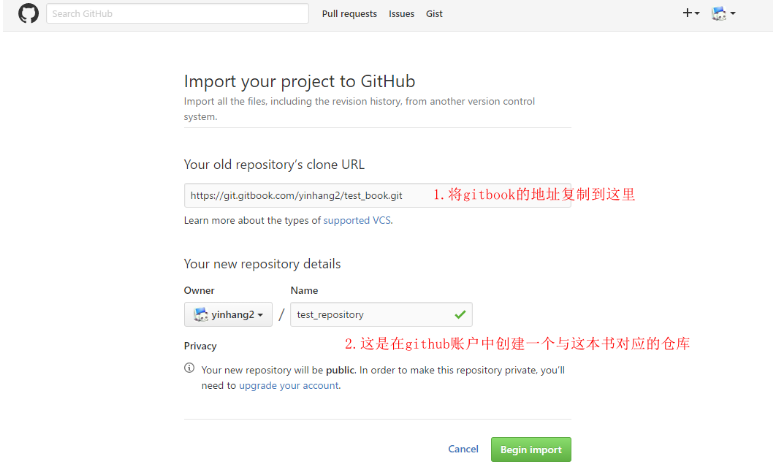 Search GitHub
Pull requests Issues Gist
Import your project to GitHub
Import all the files, including the revision history, from another version control
system.
Your old repository's clone URL
https://git.gitbook.com/yinhang2/test_book.git
1.将gitbook的地址复制到这里
Learn more about the types of supported VCS.
Your new repository details
Owner Name
yinhang2 / test_repository
2.这是在github账户中创建一个与这本书对应的仓库
Privacy
Your new repository will be public. In order to make this repository private, you'll
need to upgrade your account.
Cancel Begin import